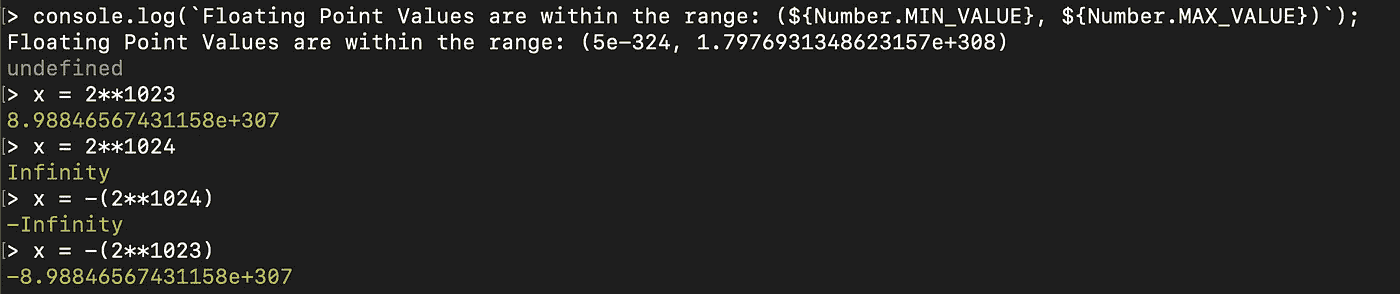 [> console.log(`Floating Point Values are within the range: (${Number.MIN_VALUE}, ${Number.MAX_VALUE})`);
Floating Point Values are within the range: (5e-324, 1.7976931348623157e+308)
undefined
[> x = 2**1023
8.98846567431158e+307
[> x = 2**1024
Infinity
[> x = -(2**1024)
-Infinity
[> x = -(2**1023)
-8.98846567431158e+307